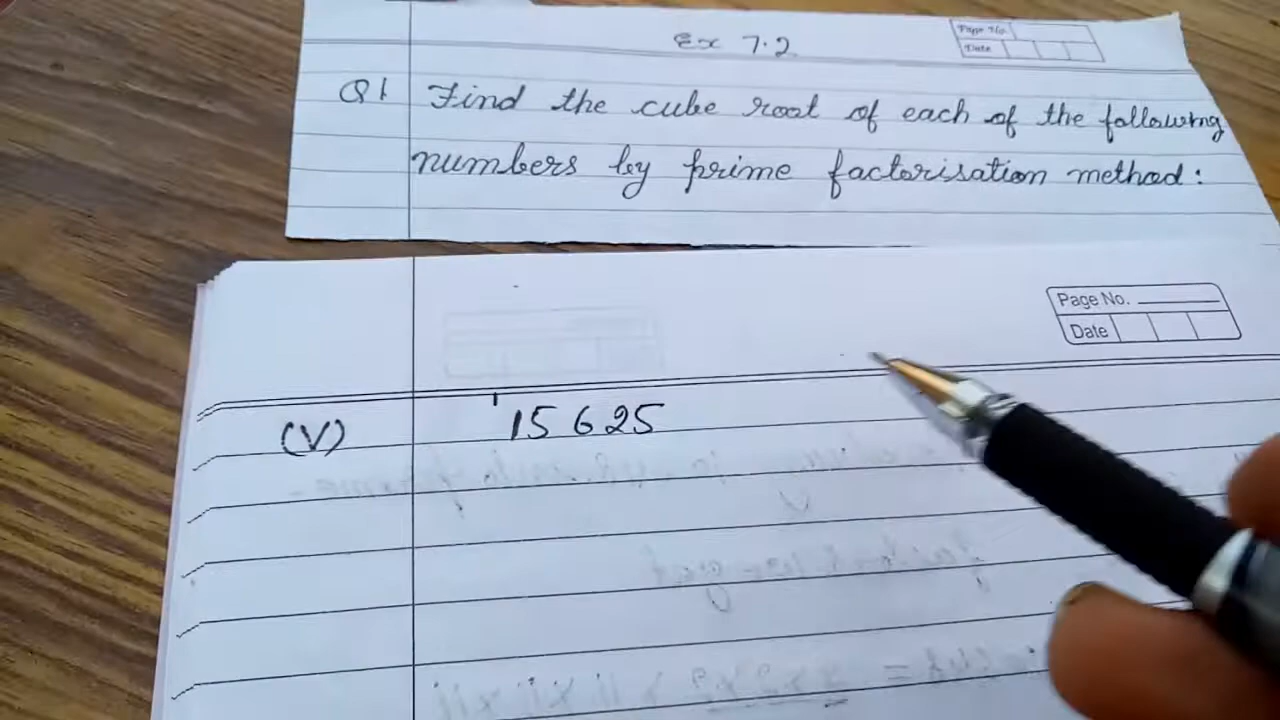 Ex 7.2
Page No.
Date
Q1 Find the cube root of each of the following
numbers by prime factorisation method:
Page No.
Date
(V) 15625